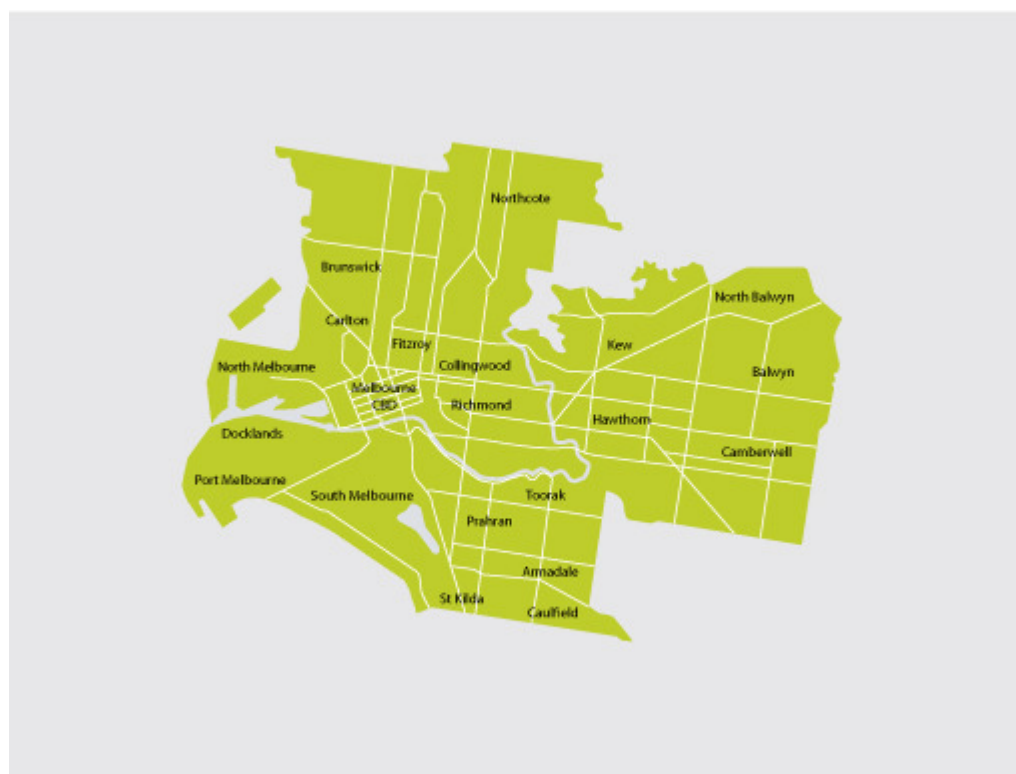 Northcote
Brunswick
North Balwyn
Carlton
Fitzroy
Kew
North Melbourne
Collingwood
Balwyn
Melbourne
CBD
Richmond
Hawthorn
Docklands
Camberwell
Port Melbourne
South Melbourne
Toorak
Prahran
Armadale
St Kilda
Caulfield